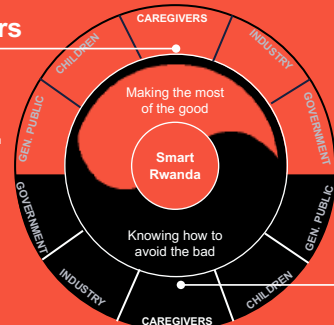 rs
CAREGIVERS
CHILDREN
INDUSTRY
GEN. PUBLIC
GOVERNMENT
Making the most
of the good
Smart
Rwanda
Knowing how to
avoid the bad
GOVERNMENT
GEN. PUBLIC
INDUSTRY
CHILDREN
CAREGIVERS